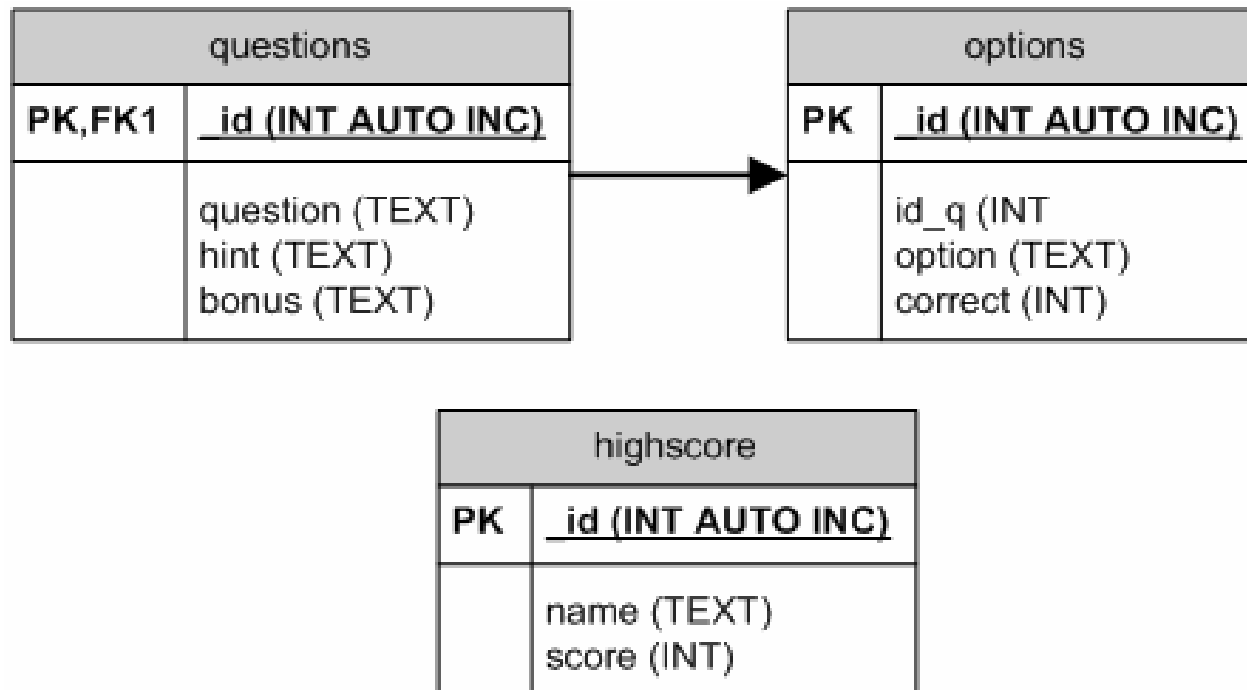 questions
PK,FK1 _id (INT AUTO INC)
question (TEXT)
hint (TEXT)
bonus (TEXT)
options
PK _id (INT AUTO INC)
id_q (INT
option (TEXT)
correct (INT)
highscore
PK _id (INT AUTO INC)
name (TEXT)
score (INT)